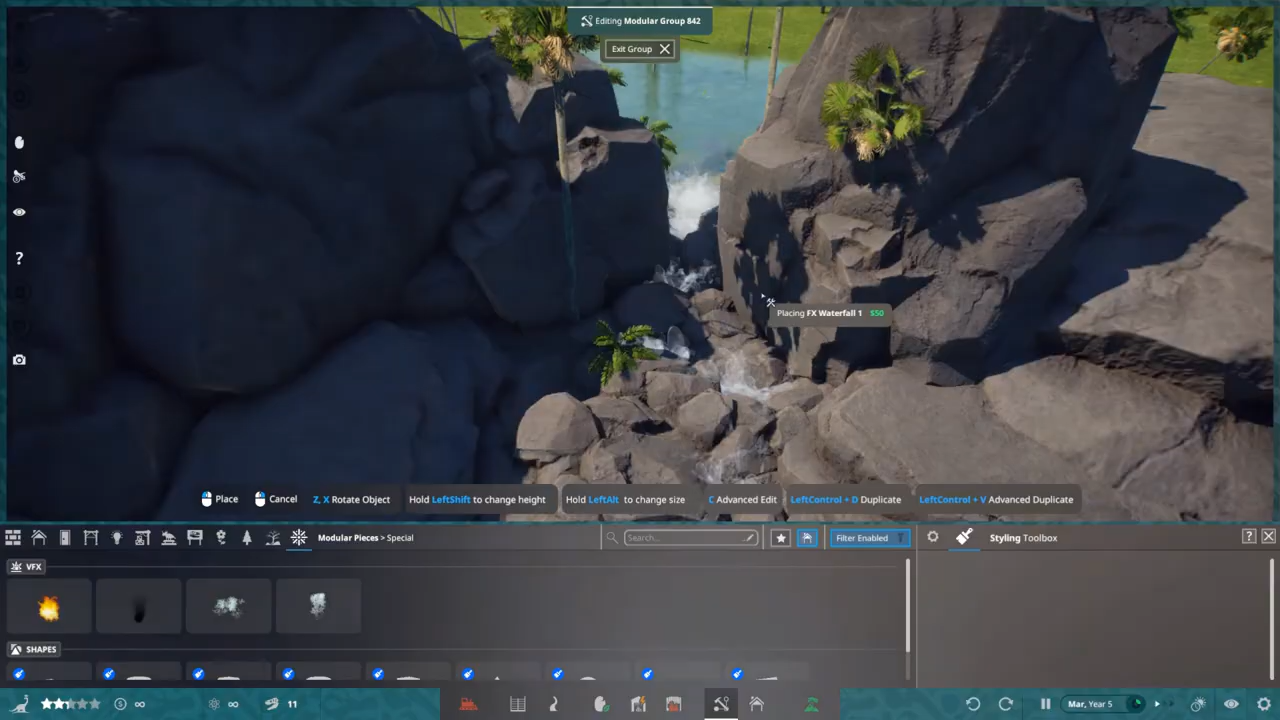 Editing Modular Group 842
Exit Group
Placing FX Waterfall 1 $50
Place
Cancel
Z, X Rotate Object
Hold LeftShift to change height
Hold LeftAlt to change size
C Advanced Edit
LeftControl + D Duplicate
LeftControl + V Advanced Duplicate
Modular Pieces > Special
Search...
Filter Enabled
Styling Toolbox
?
VFX
SHAPES
∞
∞
11
Mar, Year 5